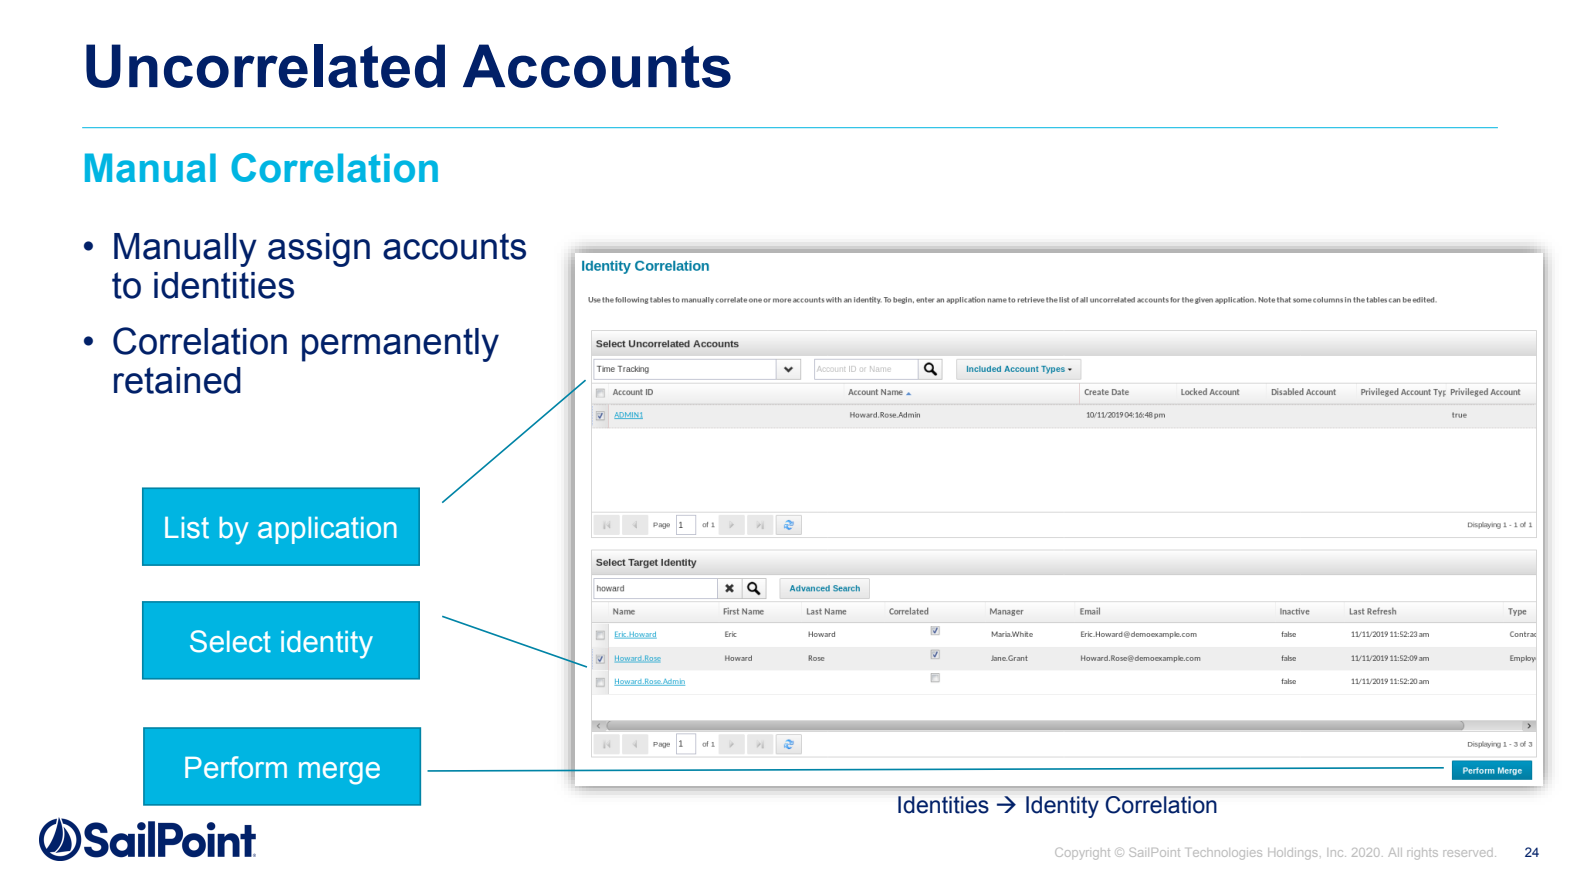 Uncorrelated Accounts
Manual Correlation
• Manually assign accounts
to identities
• Correlation permanently
retained
List by application
Select identity
Perform merge
Identity Correlation
Use the following tables to manually correlate one or more accounts with an identity. To begin, enter an application name to retrieve the list of all uncorrelated accounts for the given application. Note that some columns in the tables can be edited.
Select Uncorrelated Accounts
Time Tracking Account ID or Name Included Account Types
Account ID Account Name Create Date Locked Account Disabled Account Privileged Account Typ Privileged Account
ADMIN1 Howard.Rose.Admin 10/11/2019 04:16:48 pm true
Page 1 of 1 Displaying 1 - 1 of 1
Select Target Identity
howard Advanced Search
Name First Name Last Name Correlated Manager Email Inactive Last Refresh Type
Eric.Howard Eric Howard Maria.White Eric.Howard@demoexample.com false 11/11/2019 11:52:23 am Contrac
Howard.Rose Howard Rose Jane.Grant Howard.Rose@demoexample.com false 11/11/2019 11:52:09 am Employ
Howard.Rose.Admin false 11/11/2019 11:52:20 am
Page 1 of 1 Displaying 1 - 3 of 3
Perform Merge
Identities → Identity Correlation
SailPoint
Copyright © SailPoint Technologies Holdings, Inc. 2020. All rights reserved. 24